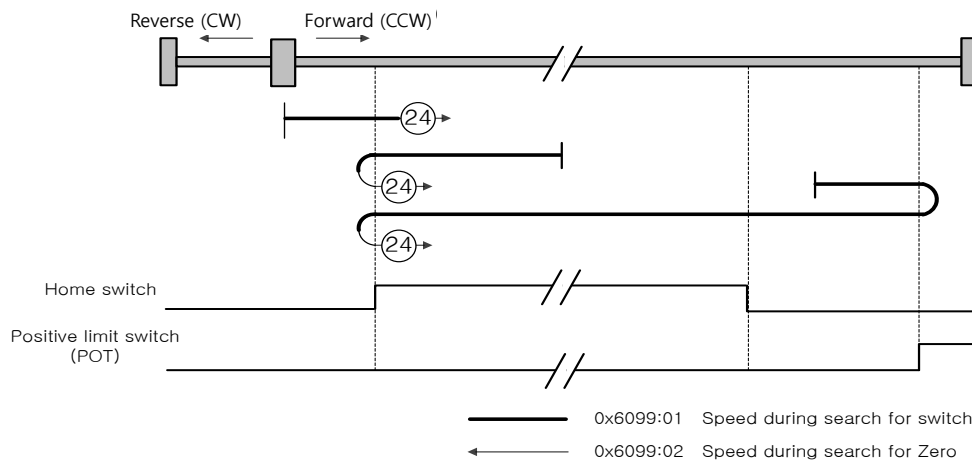 Reverse (CW) Forward (CCW)
24
24
24
Home switch
Positive limit switch
(POT)
0x6099:01 Speed during search for switch
0x6099:02 Speed during search for Zero